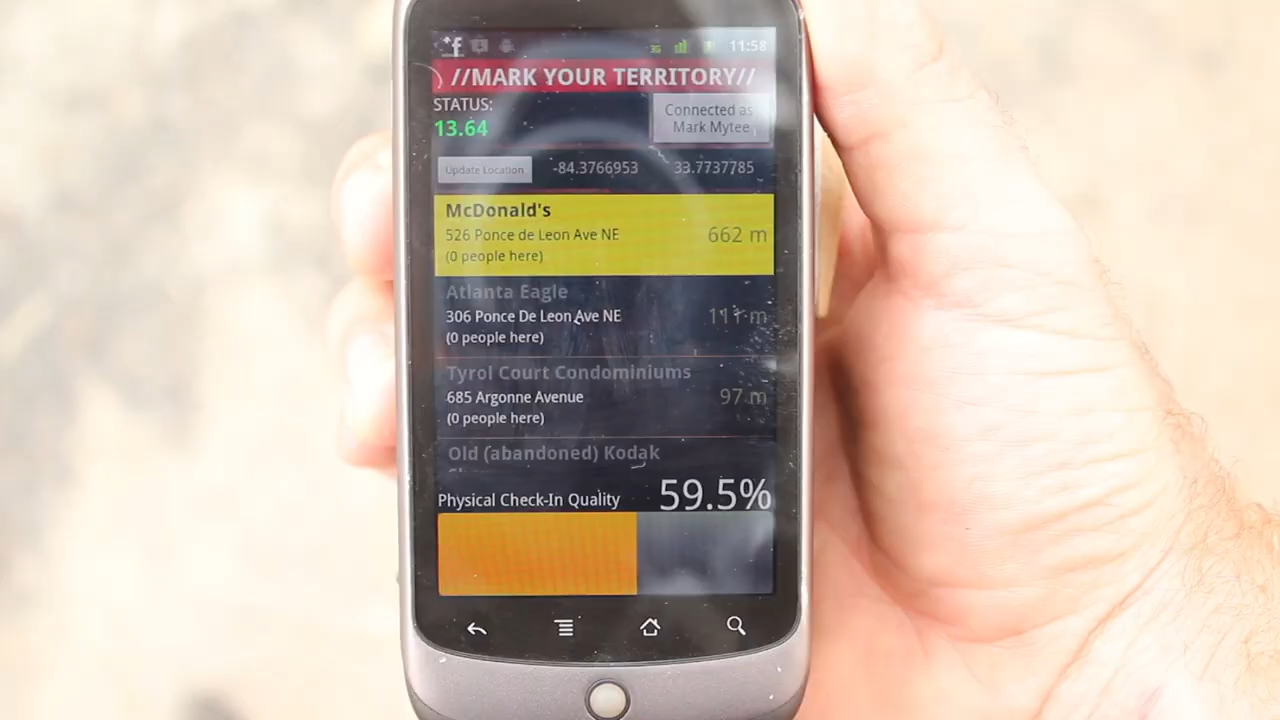 3G 11:58
//MARK YOUR TERRITORY//
STATUS:
13.64
Connected as
Mark Mytee
Update Location -84.3766953 33.7737785
McDonald's
526 Ponce de Leon Ave NE
662 m
(0 people here)
Atlanta Eagle
306 Ponce De Leon Ave NE
111 m
(0 people here)
Tyrol Court Condominiums
685 Argonne Avenue
97 m
(0 people here)
Old (abandoned) Kodak
Physical Check-In Quality 59.5%